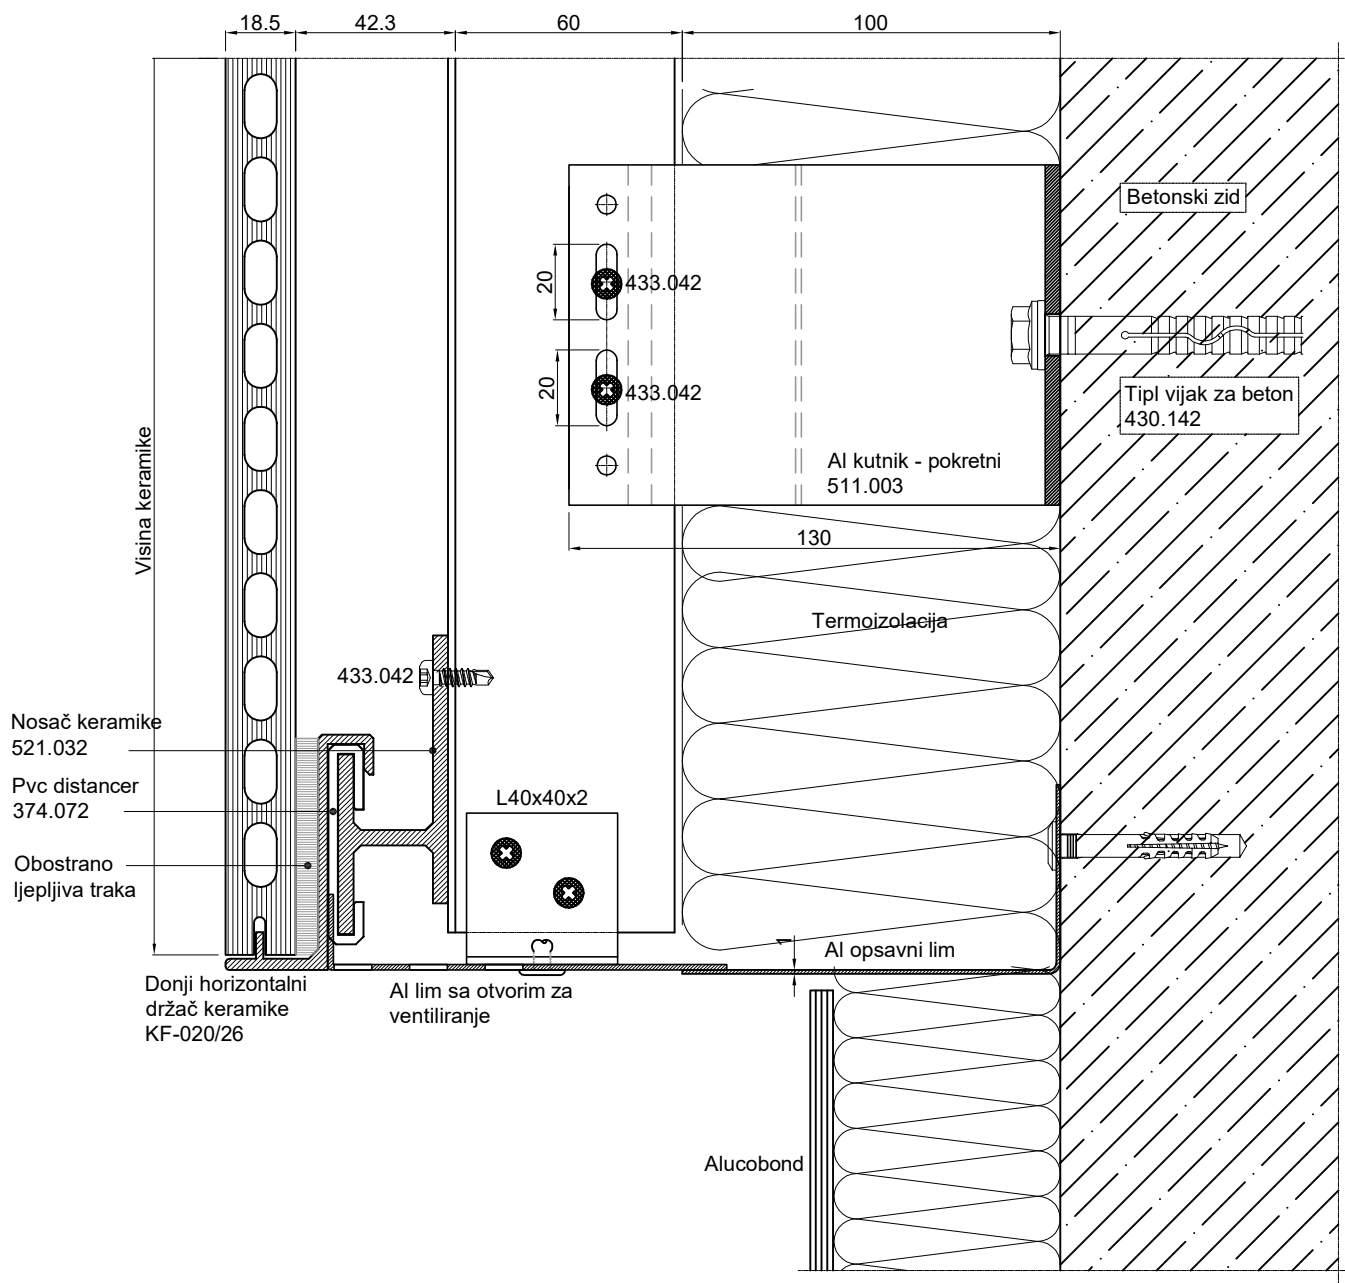 18.5
42.3
60
100
Betonski zid
20
433.042
20
433.042
Tipl vijak za beton
430.142
Al kutnik - pokretni
511.003
130
Visina keramike
Termoizolacija
433.042
Nosač keramike
521.032
Pvc distancer
374.072
L40x40x2
Obostrano
ljepljiva traka
1
Al opsavni lim
Donji horizontalni
držač keramike
KF-020/26
Al lim sa otvorim za
ventiliranje
Alucobond